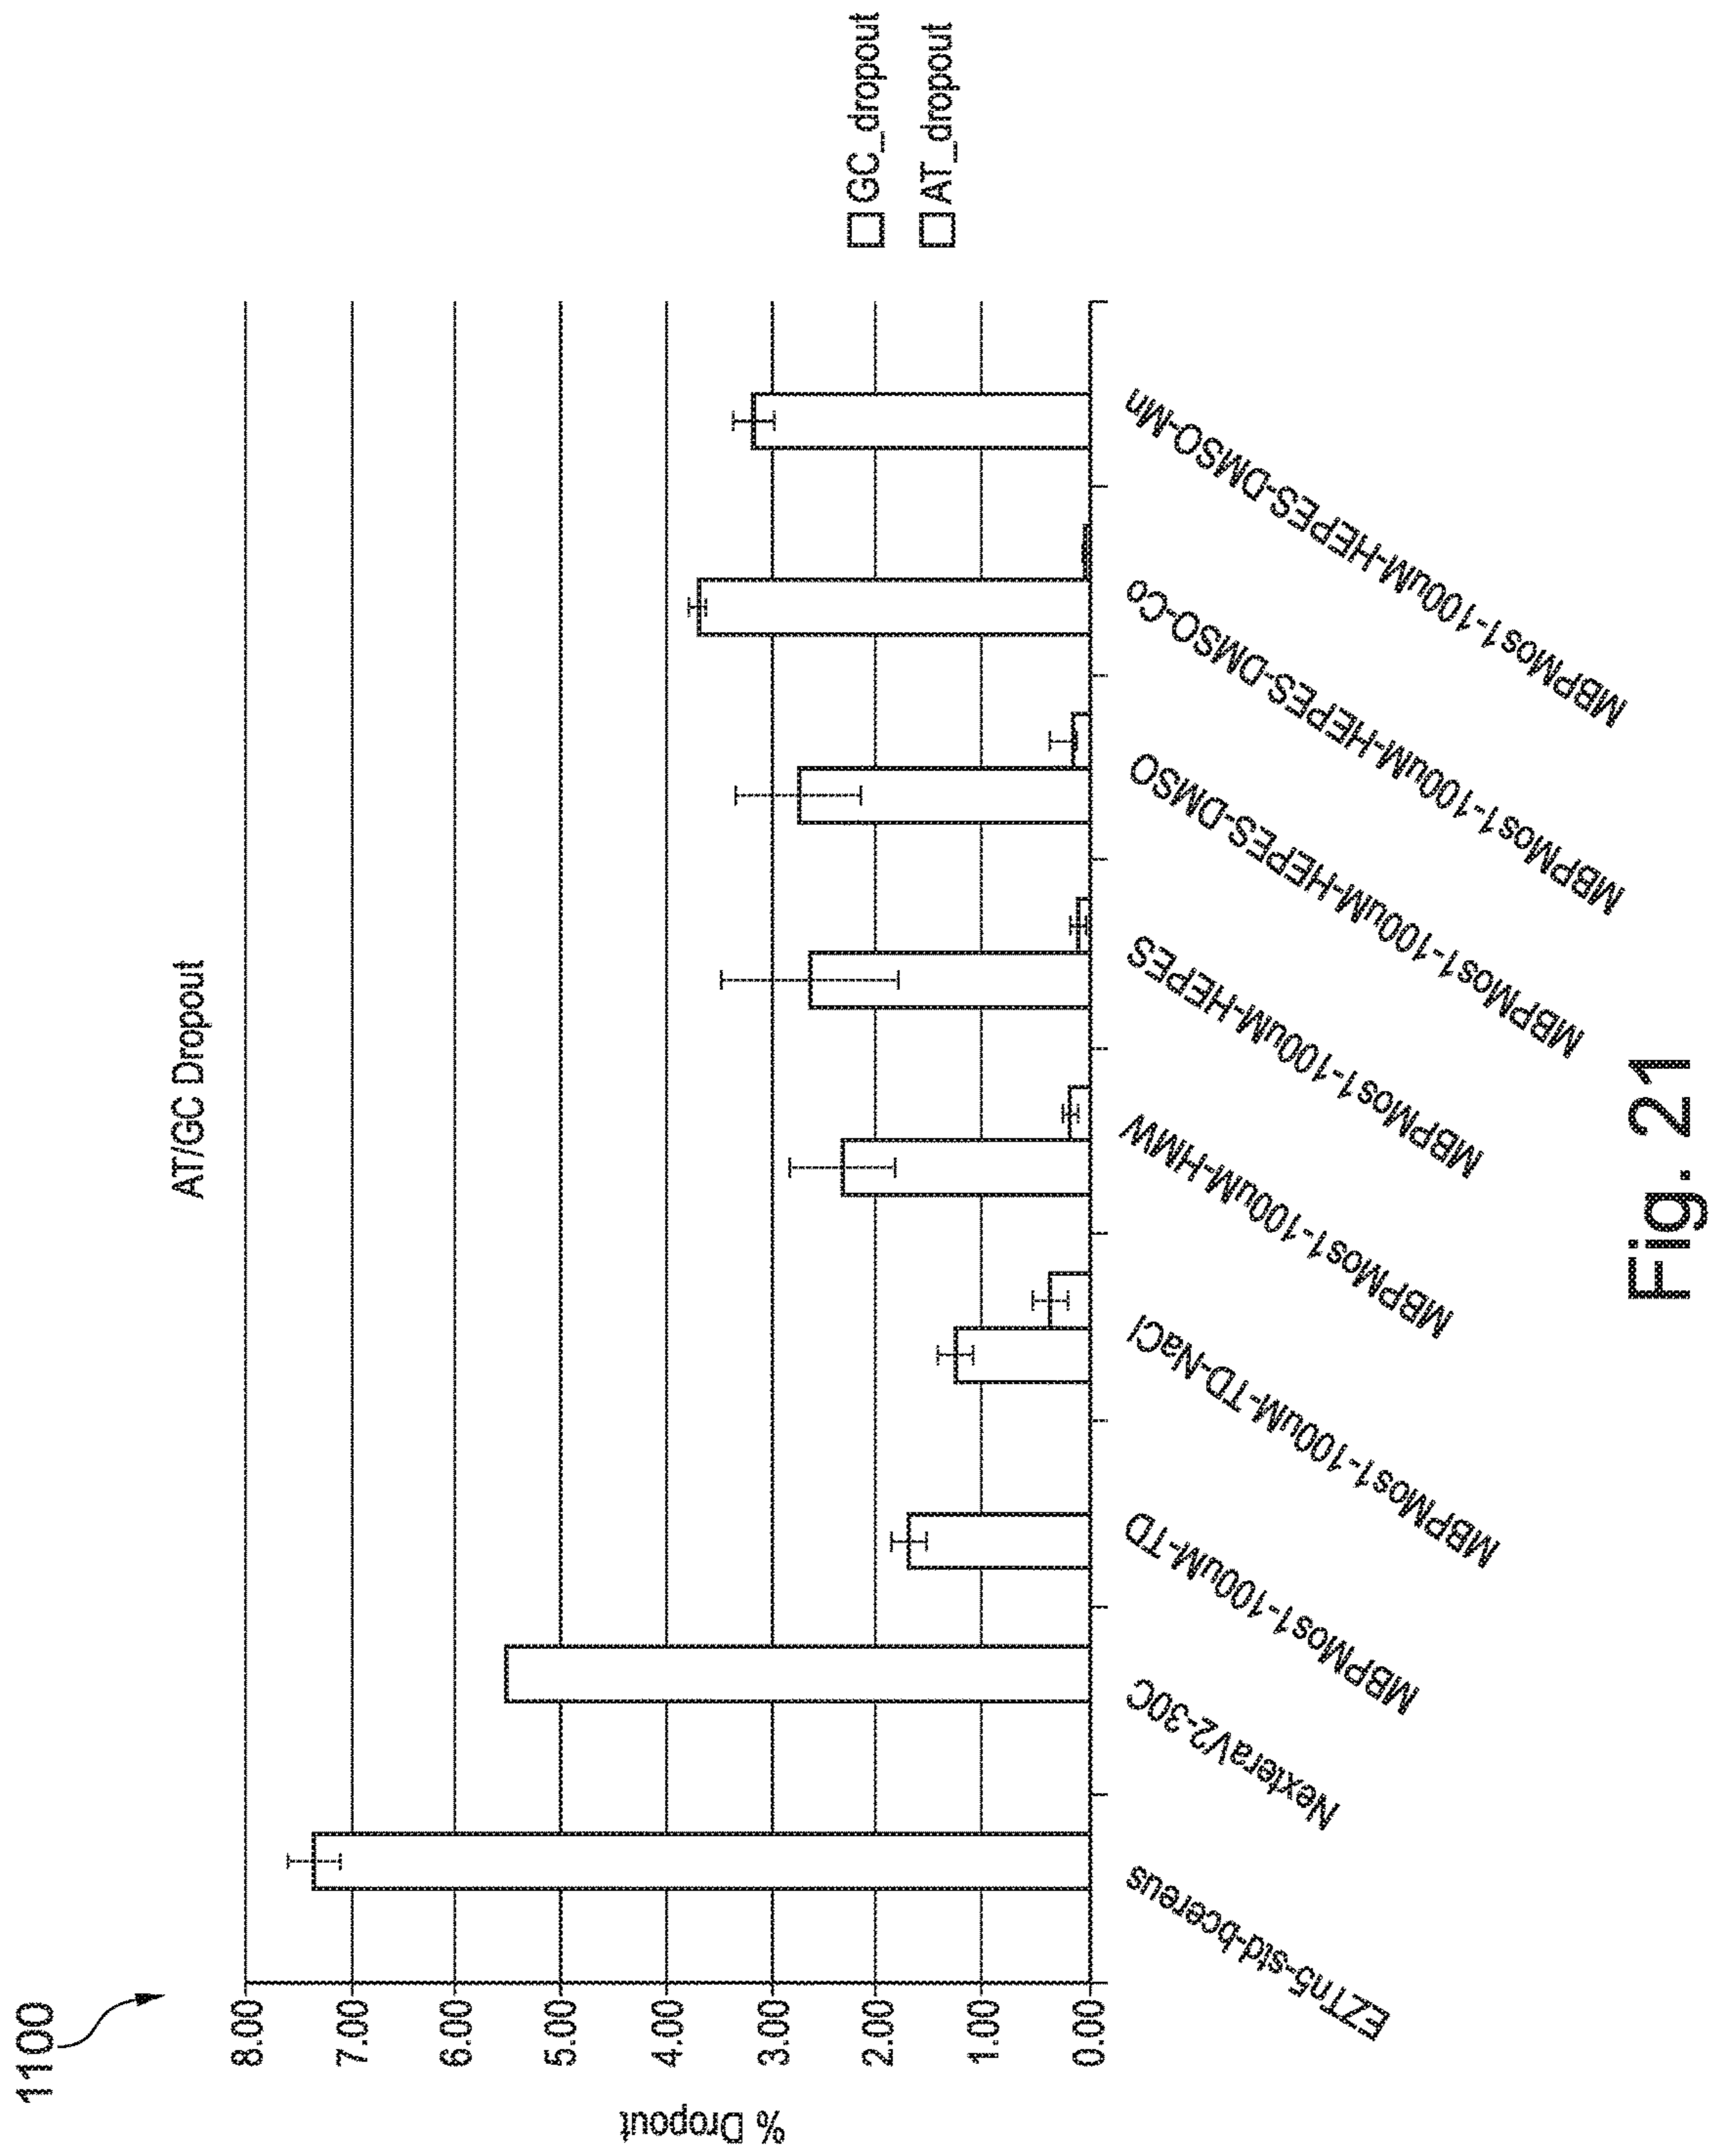 1100
AT/GC Dropout
% Dropout
8.00
7.00
6.00
5.00
4.00
3.00
2.00
1.00
0.00
EZTn5-std-bcereus
NexteraV2-30C
MBPMos1-100uM-TD
MBPMos1-100uM-TD-NaCl
MBPMos1-100uM-HMW
MBPMos1-100uM-HEPES
MBPMos1-100uM-HEPES-DMSO
MBPMos1-100uM-HEPES-DMSO-Co
MBPMos1-100uM-HEPES-DMSO-Mn
GC_dropout
AT_dropout
Fig. 21